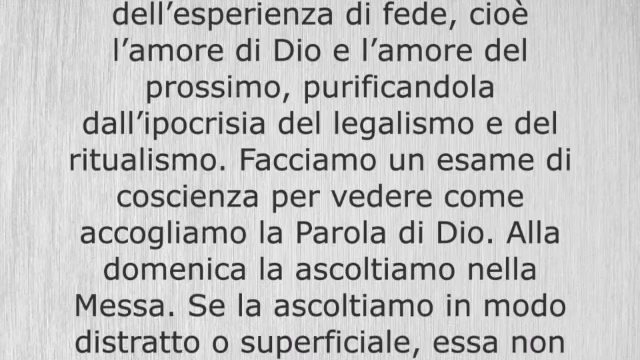 dell’esperienza di fede, cioè
l’amore di Dio e l’amore del
prossimo, purificandola
dall’ipocrisia del legalismo e del
ritualismo. Facciamo un esame di
coscienza per vedere come
accogliamo la Parola di Dio. Alla
domenica la ascoltiamo nella
Messa. Se la ascoltiamo in modo
distratto o superficiale, essa non